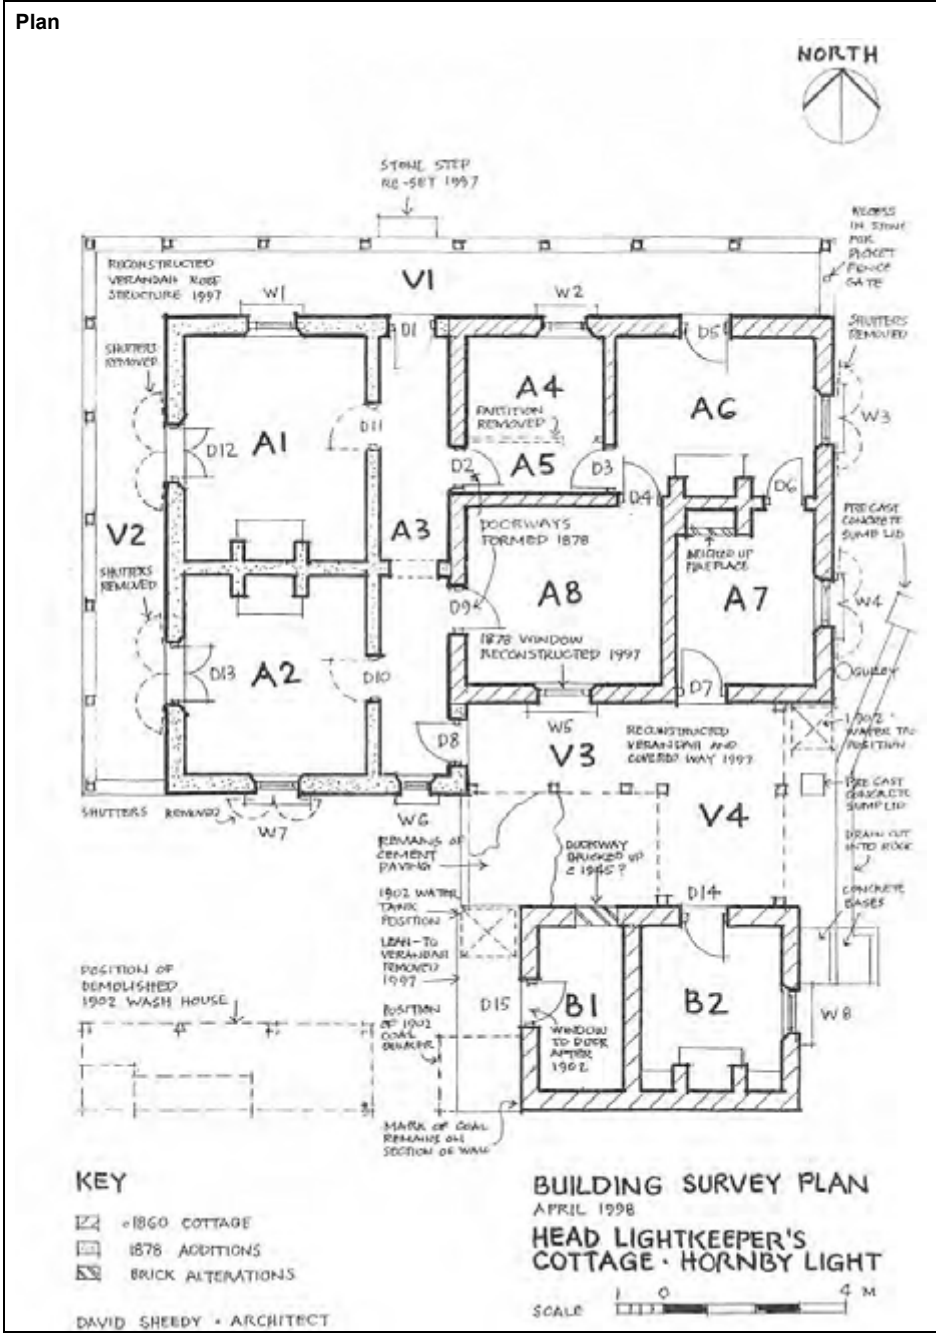 Plan
NORTH
STONE STEP
RE-SET 1997
RECESS
IN STONE
FOR
PICKET
FENCE
GATE
RECONSTRUCTED
VERANDAH ROOF
STRUCTURE 1997
V1
W1
W2
D1
D5
SHUTTERS
REMOVED
SHUTTERS
REMOVED
A4
A6
W3
PARTITION
REMOVED
D11
D12
A1
A5
D2
D3
D4
D6
V2
A3
DOORWAYS
FORMED 1878
BRICKED UP
FIREPLACE
PRE CAST
CONCRETE
SUMP LID
SHUTTERS
REMOVED
D9
A8
A7
W4
1878 WINDOW
RECONSTRUCTED 1997
D13
A2
D10
D7
GULLEY
D8
W5
V3
RECONSTRUCTED
VERANDAH AND
COVERED WAY 1997
1902
WATER
POSITION
PRE CAST
CONCRETE
SUMP LID
SHUTTERS REMOVED
W7
W6
V4
REMAINS OF
CEMENT
PAVING
DOORWAY
BRICKED UP
c 1945?
DRAIN CUT
INTO ROCK
1902 WATER
TANK
POSITION
D14
CONCRETE
BASES
LEAN-TO
VERANDAH
REMOVED
1997
POSITION OF
DEMOLISHED
1902 WASH HOUSE
D15
B1
B2
W8
POSITION
OF 1902
COAL
BUNKER
WINDOW
TO DOOR
AFTER
1902
MARK OF COAL
REMAINS ON
SECTION OF WALL
KEY
c1860 COTTAGE
1878 ADDITIONS
BRICK ALTERATIONS
DAVID SHEEDY • ARCHITECT
BUILDING SURVEY PLAN
APRIL 1998
HEAD LIGHTKEEPER'S
COTTAGE • HORNBY LIGHT
1 0 4 M
SCALE